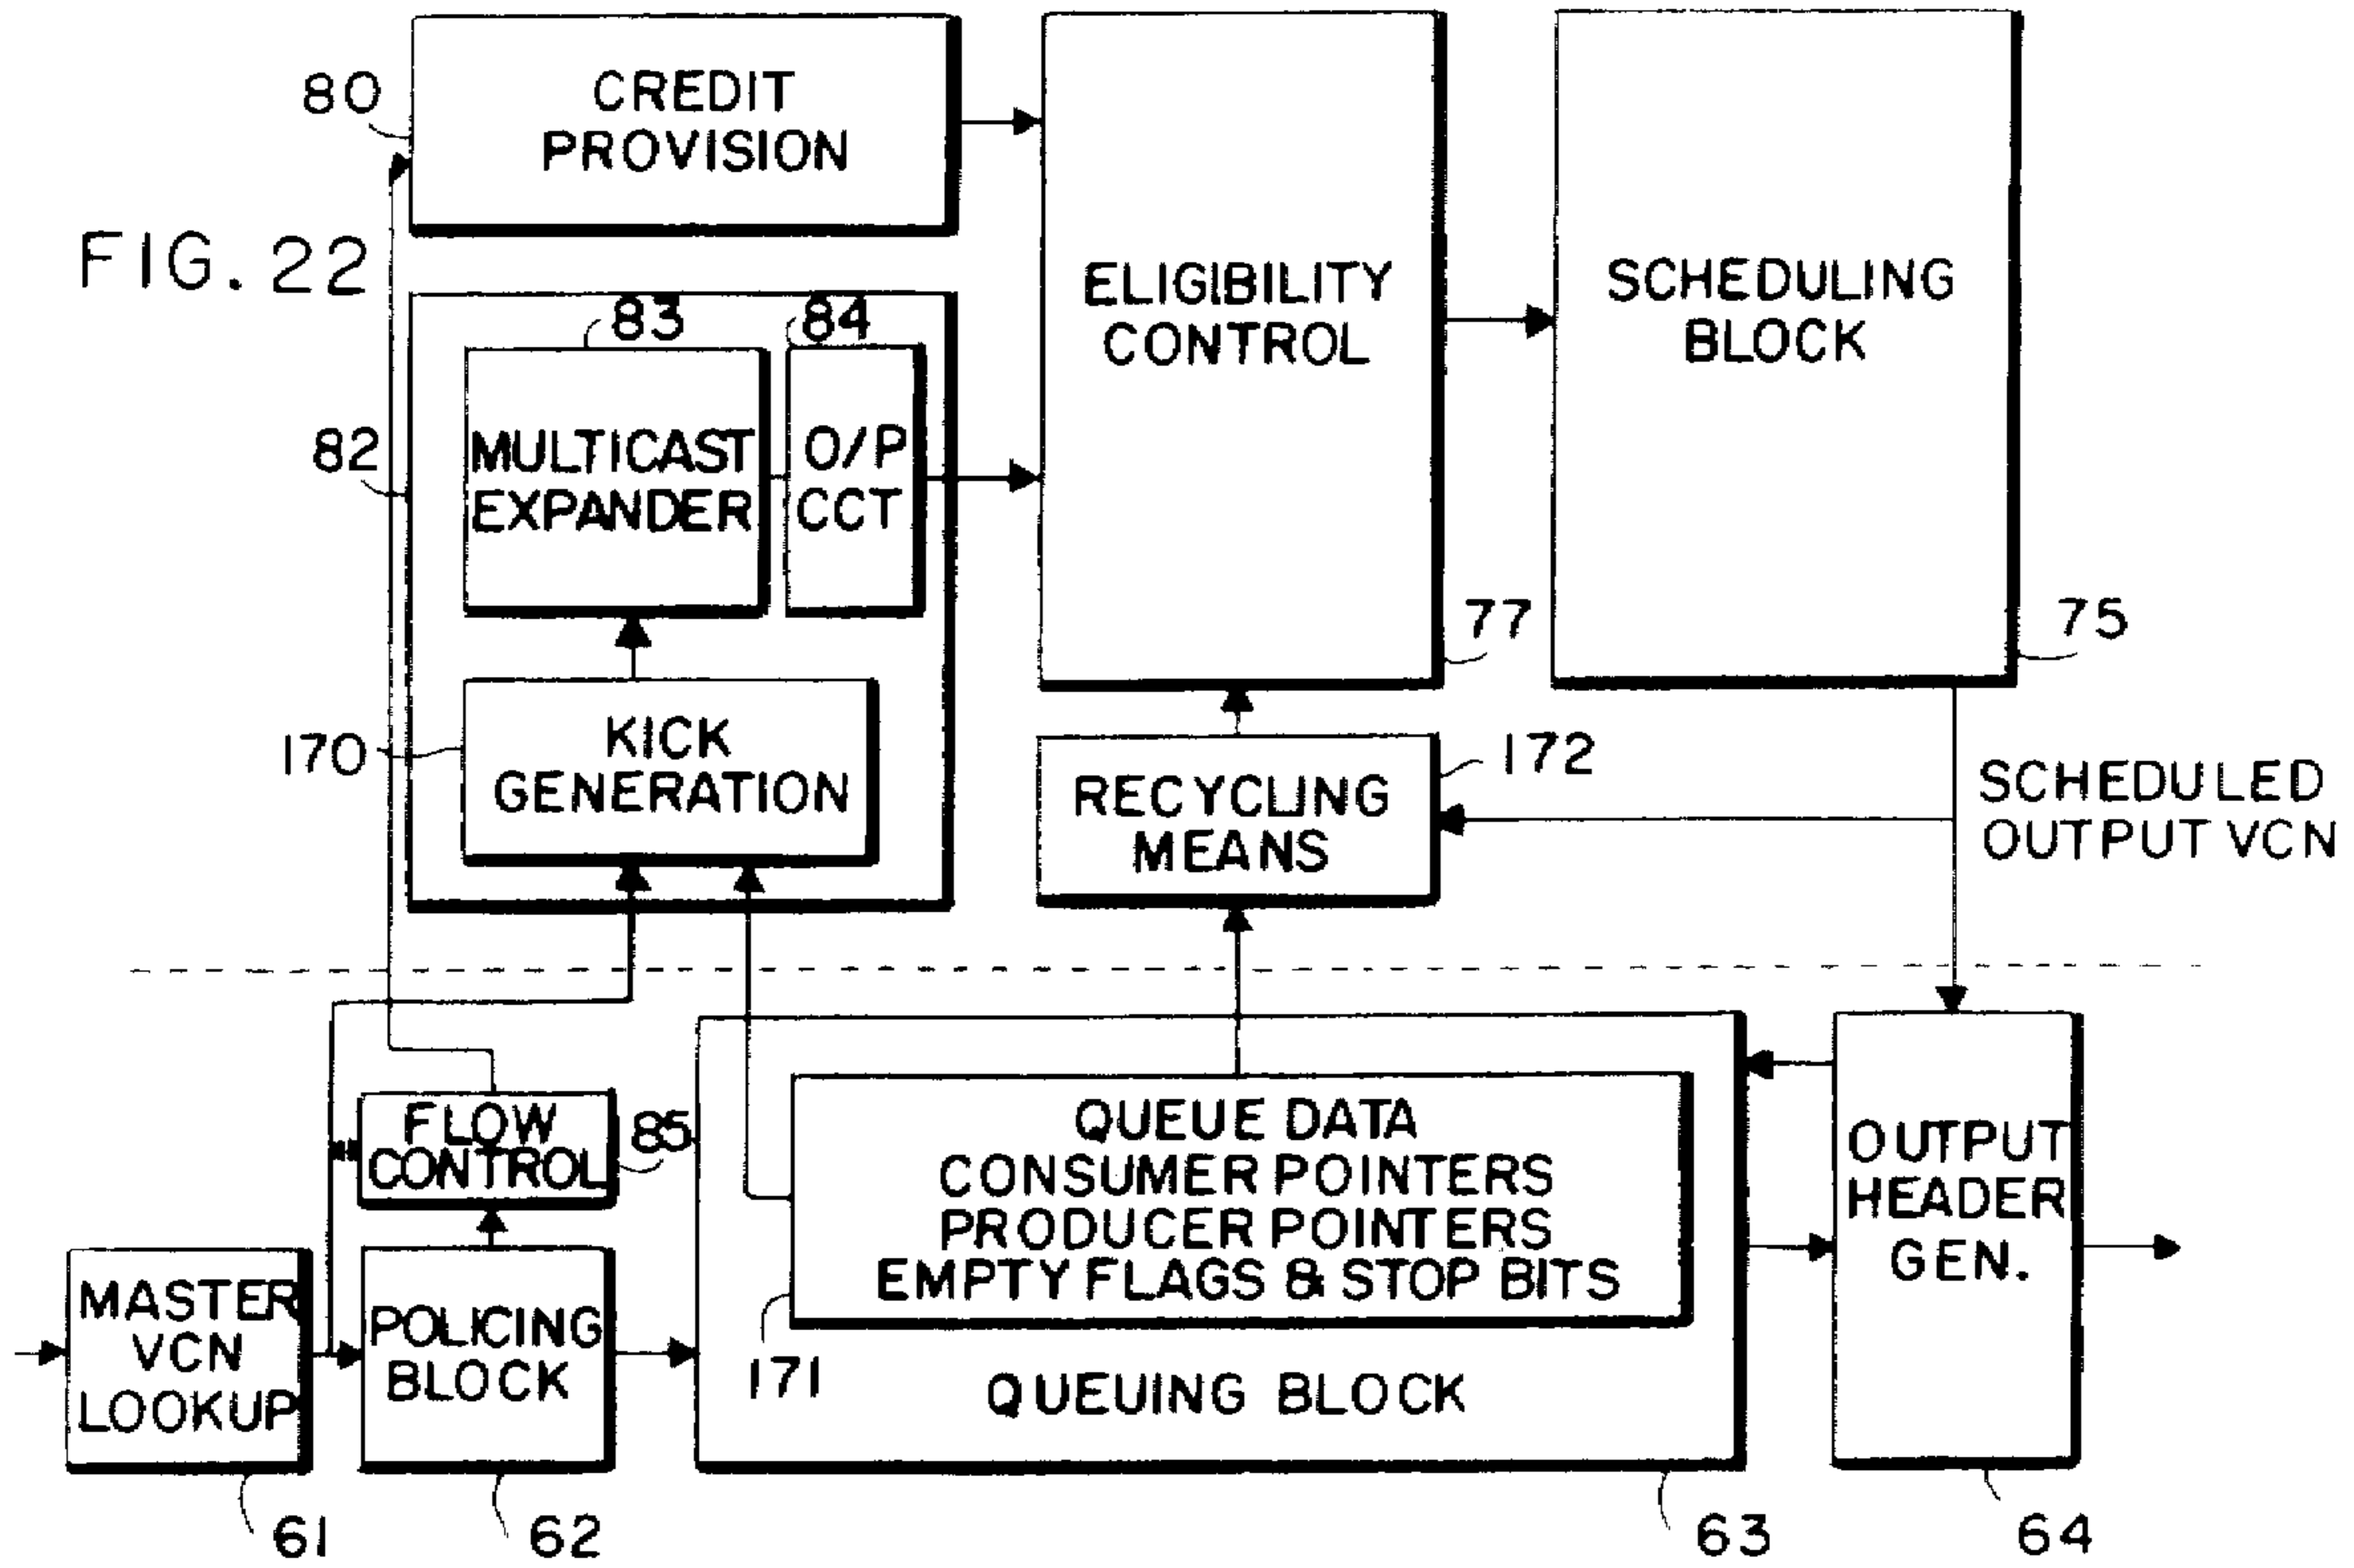 80
CREDIT
PROVISION
FIG. 22
ELIGIBILITY
CONTROL
SCHEDULING
BLOCK
83
84
82
MULTICAST
EXPANDER
O/P
CCT
77
75
170
KICK
GENERATION
172
RECYCLING
MEANS
SCHEDULED
OUTPUT VCN
FLOW
CONTROL
85
QUEUE DATA
CONSUMER POINTERS
PRODUCER POINTERS
EMPTY FLAGS & STOP BITS
OUTPUT
HEADER
GEN.
MASTER
VCN
LOOKUP
POLICING
BLOCK
171
QUEUING BLOCK
61
62
63
64